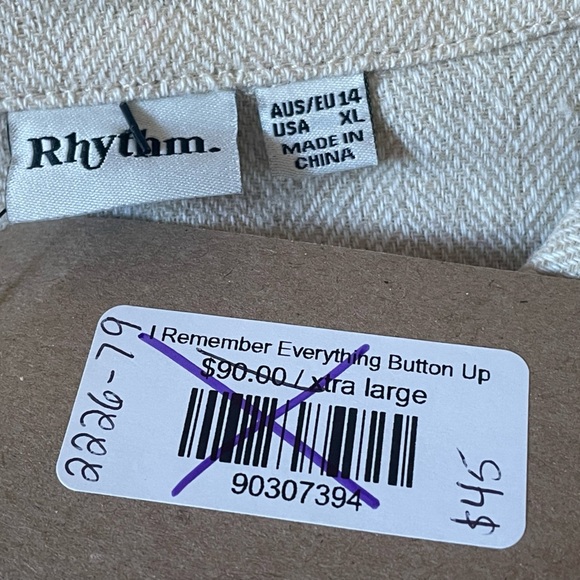 Rhythm.
AUS/EU 14
USA XL
MADE IN
CHINA
I Remember Everything Button Up
$90.00 / xtra large
90307394
2226-79
$45